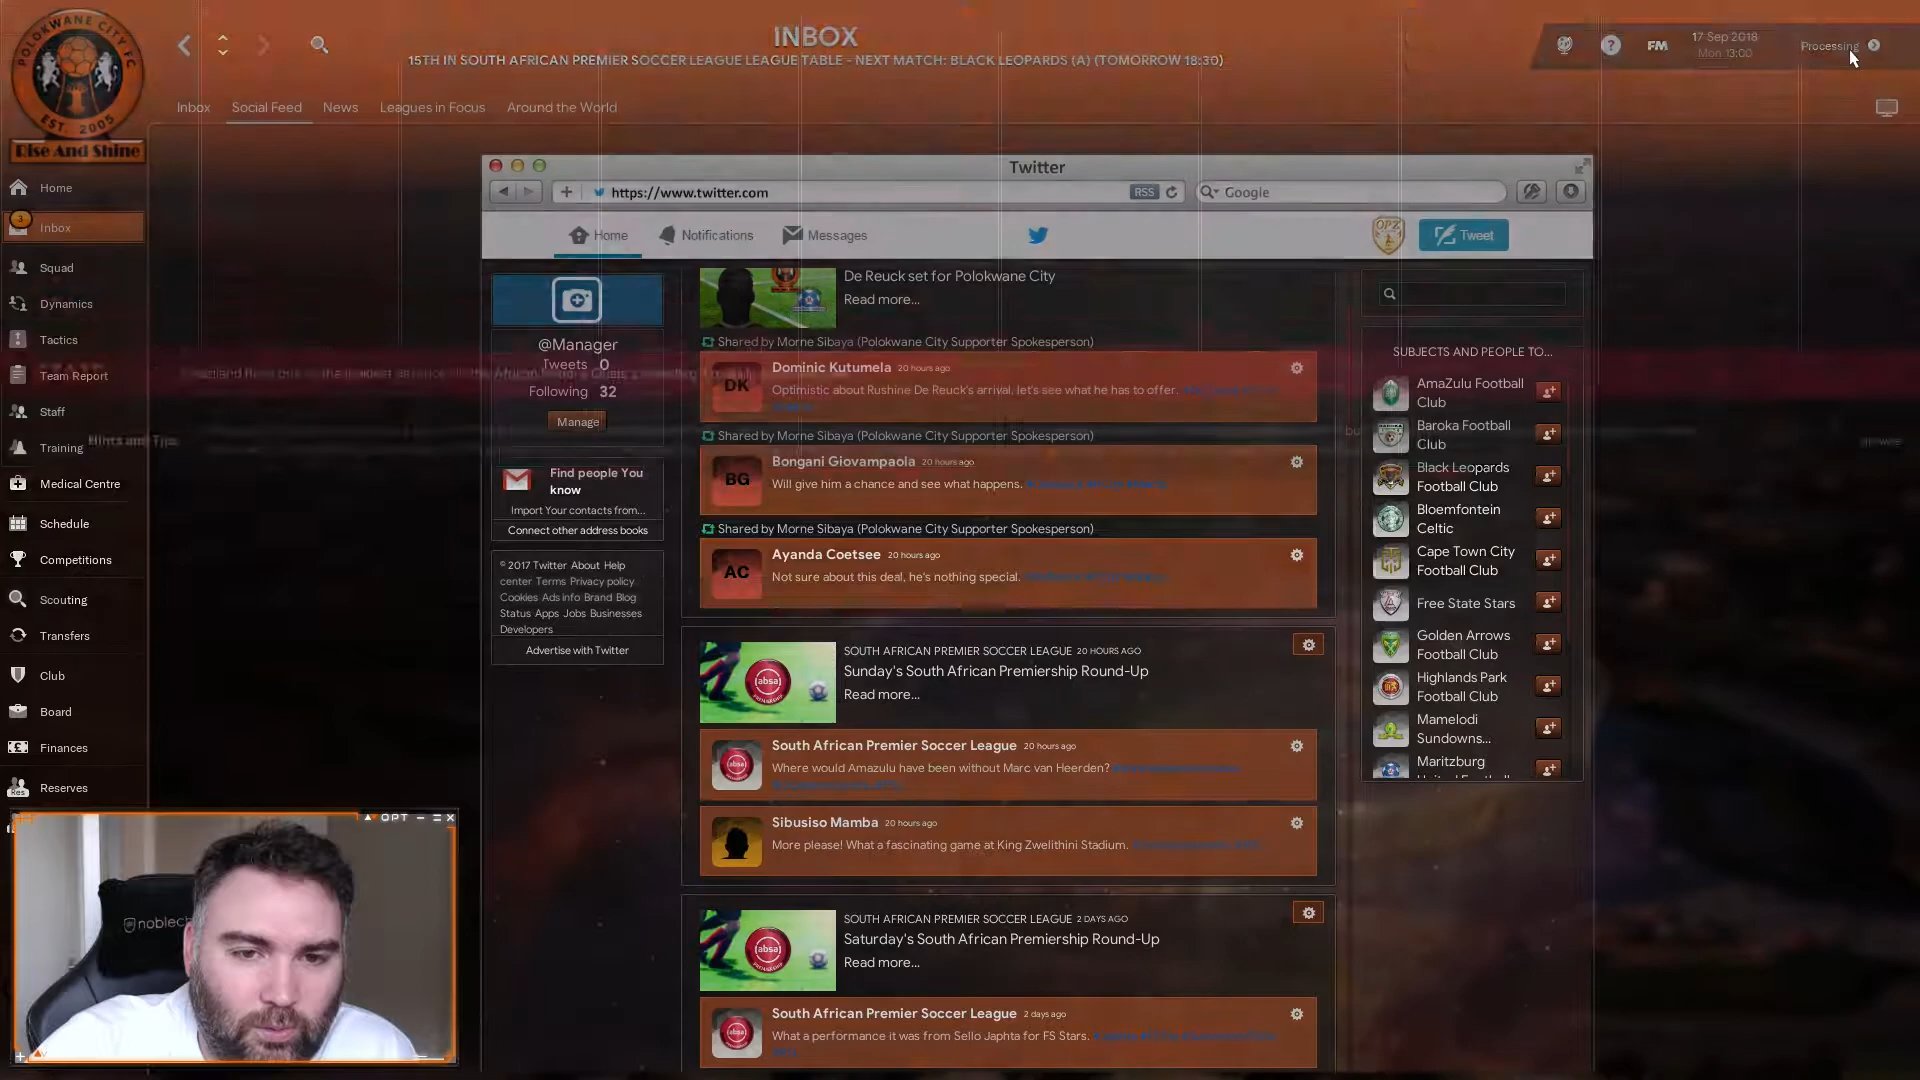 POLOKWANE CITY FC
EST. 2005
Rise And Shine
INBOX
15TH IN SOUTH AFRICAN PREMIER SOCCER LEAGUE LEAGUE TABLE - NEXT MATCH: BLACK LEOPARDS (A) (TOMORROW 18:30)
FM
17 Sep 2018
Mon 13:00
Processing
Inbox Social Feed News Leagues in Focus Around the World
Home
3
Inbox
Squad
Dynamics
Tactics
Team Report
Staff
Training
Hints and Tips
Medical Centre
Schedule
Competitions
Scouting
Transfers
Club
Board
Finances
Res
Reserves
OPT
noblech
Twitter
https://www.twitter.com
RSS
Google
Home Notifications Messages
OPZ
Tweet
@Manager
Tweets 0
Following 32
Manage
Find people You
know
Import Your contacts from...
Connect other address books
© 2017 Twitter About Help
center Terms Privacy policy
Cookies Ads info Brand Blog
Status Apps Jobs Businesses
Developers
Advertise with Twitter
De Reuck set for Polokwane City
Read more...
Shared by Morne Sibaya (Polokwane City Supporter Spokesperson)
DK
Dominic Kutumela 20 hours ago
Optimistic about Rushine De Reuck's arrival, let's see what he has to offer.
Shared by Morne Sibaya (Polokwane City Supporter Spokesperson)
BG
Bongani Giovampaola 20 hours ago
Will give him a chance and see what happens.
Shared by Morne Sibaya (Polokwane City Supporter Spokesperson)
AC
Ayanda Coetsee 20 hours ago
Not sure about this deal, he's nothing special.
absa
SOUTH AFRICAN PREMIER SOCCER LEAGUE 20 HOURS AGO
Sunday's South African Premiership Round-Up
Read more...
South African Premier Soccer League 20 hours ago
Where would Amazulu have been without Marc van Heerden?
Sibusiso Mamba 20 hours ago
More please! What a fascinating game at King Zwelithini Stadium.
absa
SOUTH AFRICAN PREMIER SOCCER LEAGUE 2 DAYS AGO
Saturday's South African Premiership Round-Up
Read more...
South African Premier Soccer League 2 days ago
What a performance it was from Sello Japhta for FS Stars.
SUBJECTS AND PEOPLE TO...
AmaZulu Football
Club
Baroka Football
Club
Black Leopards
Football Club
Bloemfontein
Celtic
Cape Town City
Football Club
Free State Stars
Golden Arrows
Football Club
Highlands Park
Football Club
Mamelodi
Sundowns...
Maritzburg